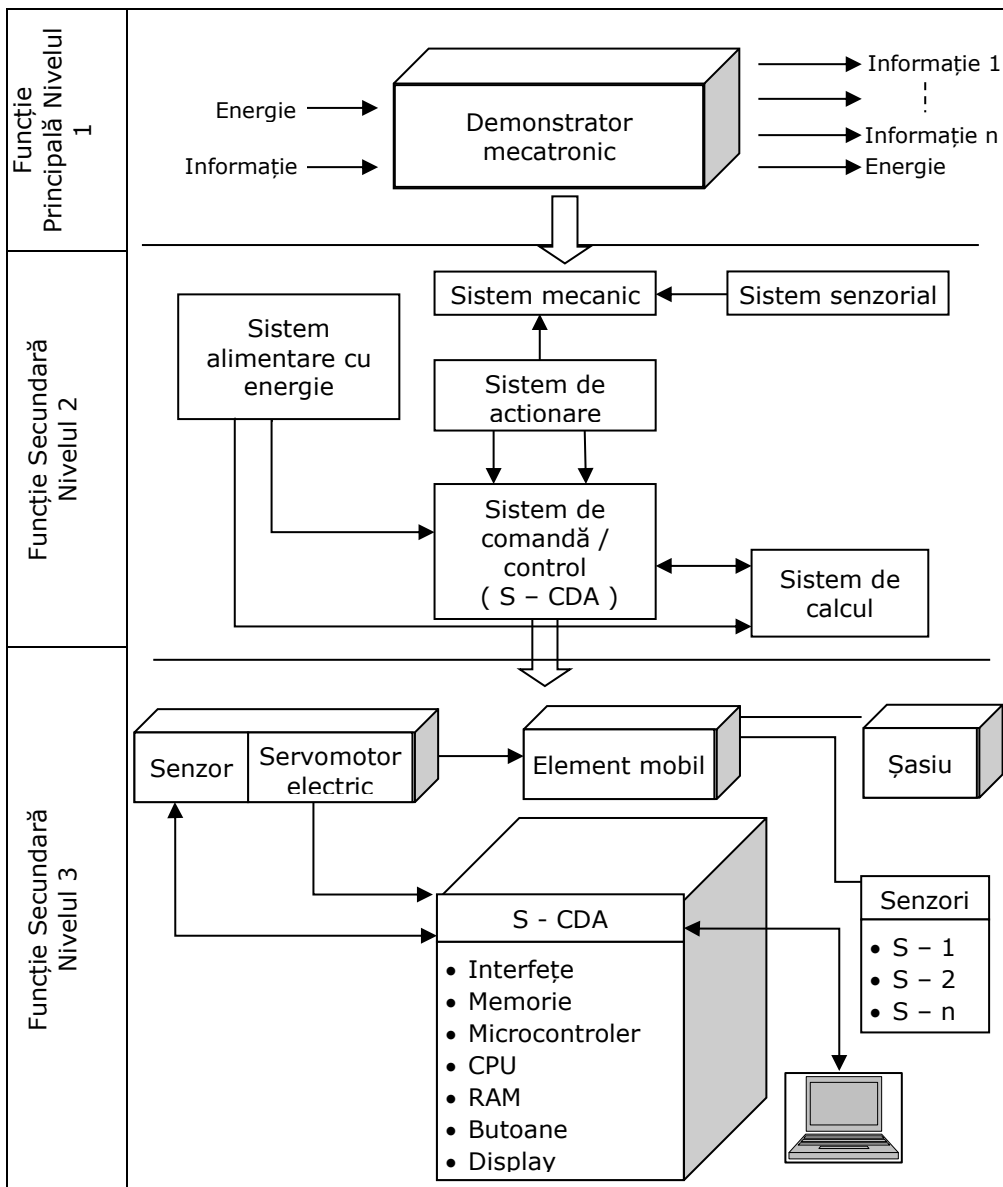 Funcție
Principală Nivelul
1
Energie
Informație
Demonstrator
mecatronic
Informație 1
Informație n
Energie
Funcție Secundară
Nivelul 2
Sistem
alimentare cu
energie
Sistem mecanic
Sistem senzorial
Sistem de
actionare
Sistem de
comandă /
control
( S – CDA )
Sistem de
calcul
Funcție Secundară
Nivelul 3
Senzor
Servomotor
electric
Element mobil
Șasiu
S - CDA
• Interfețe
• Memorie
• Microcontroler
• CPU
• RAM
• Butoane
• Display
Senzori
• S – 1
• S – 2
• S – n